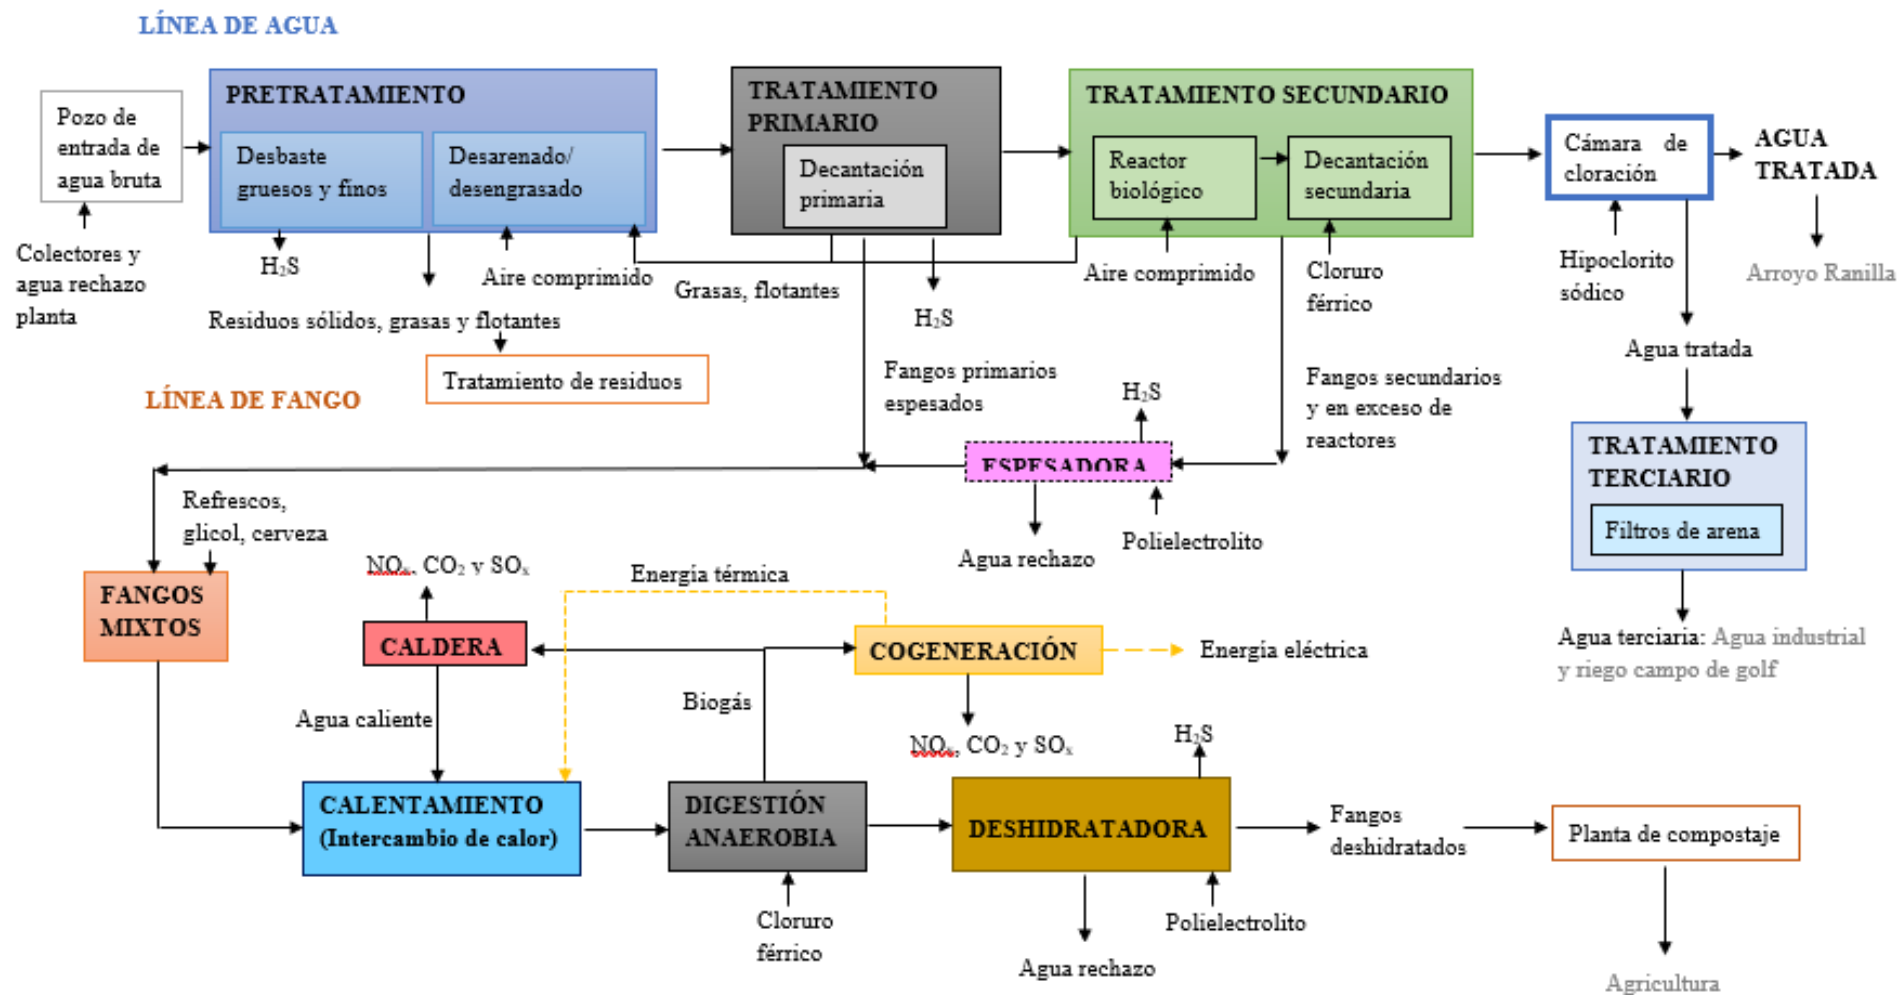 LÍNEA DE AGUA
PRETRATAMIENTO
TRATAMIENTO
PRIMARIO
TRATAMIENTO SECUNDARIO
Pozo de
entrada de
agua bruta
Desbaste
gruesos y finos
Desarenado/
desengrasado
Decantación
primaria
Reactor
biológico
Decantación
secundaria
Cámara de
cloración
AGUA
TRATADA
Colectores y
agua rechazo
planta
H₂S
Aire comprimido
Grasas, flotantes
H₂S
Aire comprimido
Cloruro
férrico
Hipoclorito
sódico
Arroyo Ranilla
Residuos sólidos, grasas y flotantes
Tratamiento de residuos
Agua tratada
LÍNEA DE FANGO
Fangos primarios
espesados
H₂S
Fangos secundarios
y en exceso de
reactores
ESPESADORA
TRATAMIENTO
TERCIARIO
Filtros de arena
Refrescos,
glicol, cerveza
Agua rechazo
Polielectrolito
NOₓ, CO₂ y SOₓ
Energía térmica
FANGOS
MIXTOS
CALDERA
COGENERACIÓN
Energía eléctrica
Agua terciaria: Agua industrial
y riego campo de golf
Agua caliente
Biogás
NOₓ, CO₂ y SOₓ
H₂S
CALENTAMIENTO
(Intercambio de calor)
DIGESTIÓN
ANAEROBIA
DESHIDRATADORA
Fangos
deshidratados
Planta de compostaje
Cloruro
férrico
Agua rechazo
Polielectrolito
Agricultura